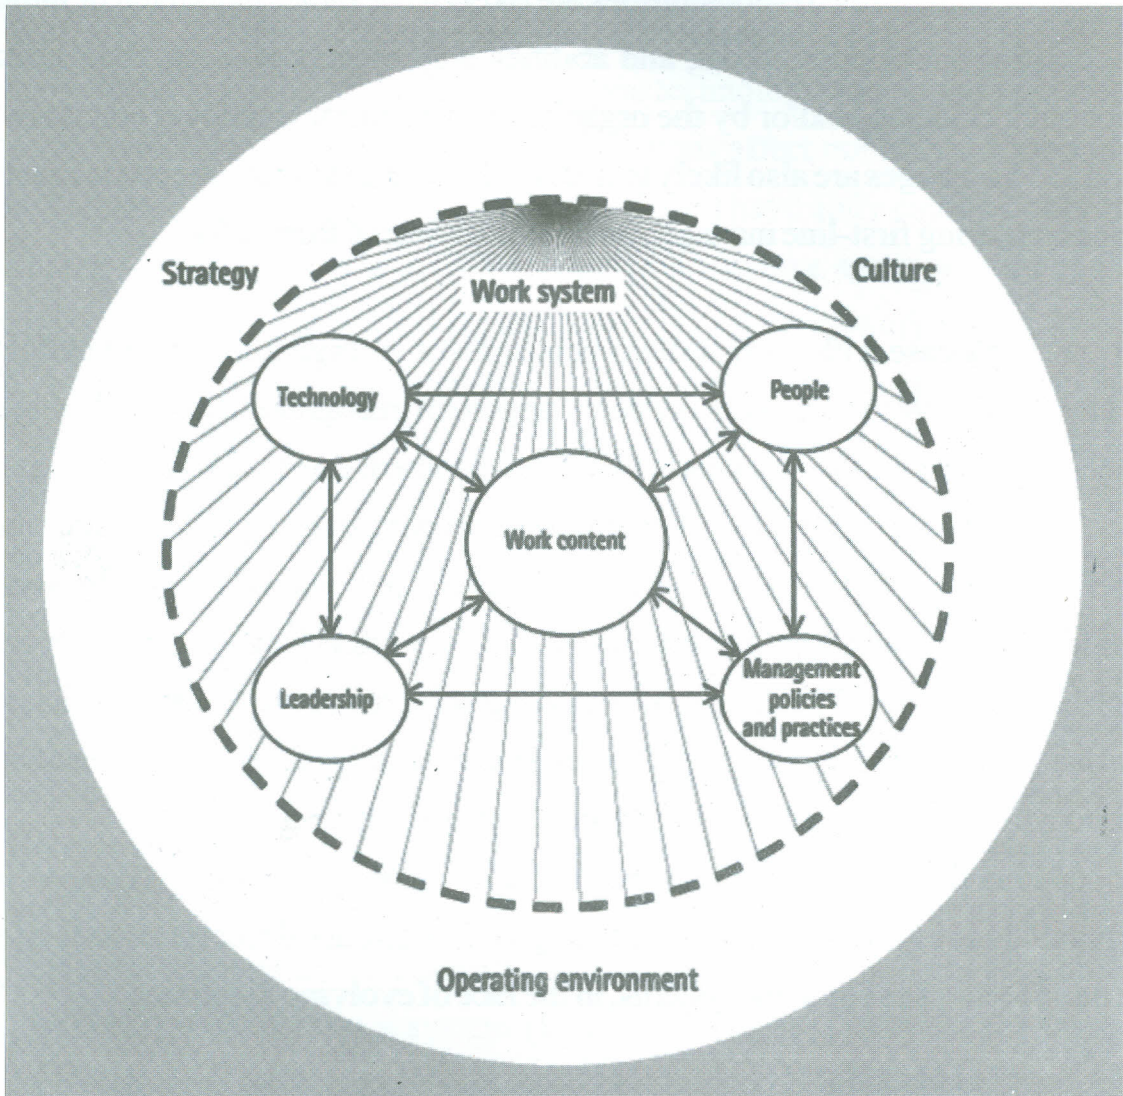 Strategy
Culture
Work system
Technology
People
Work content
Leadership
Management
policies
and practices
Operating environment